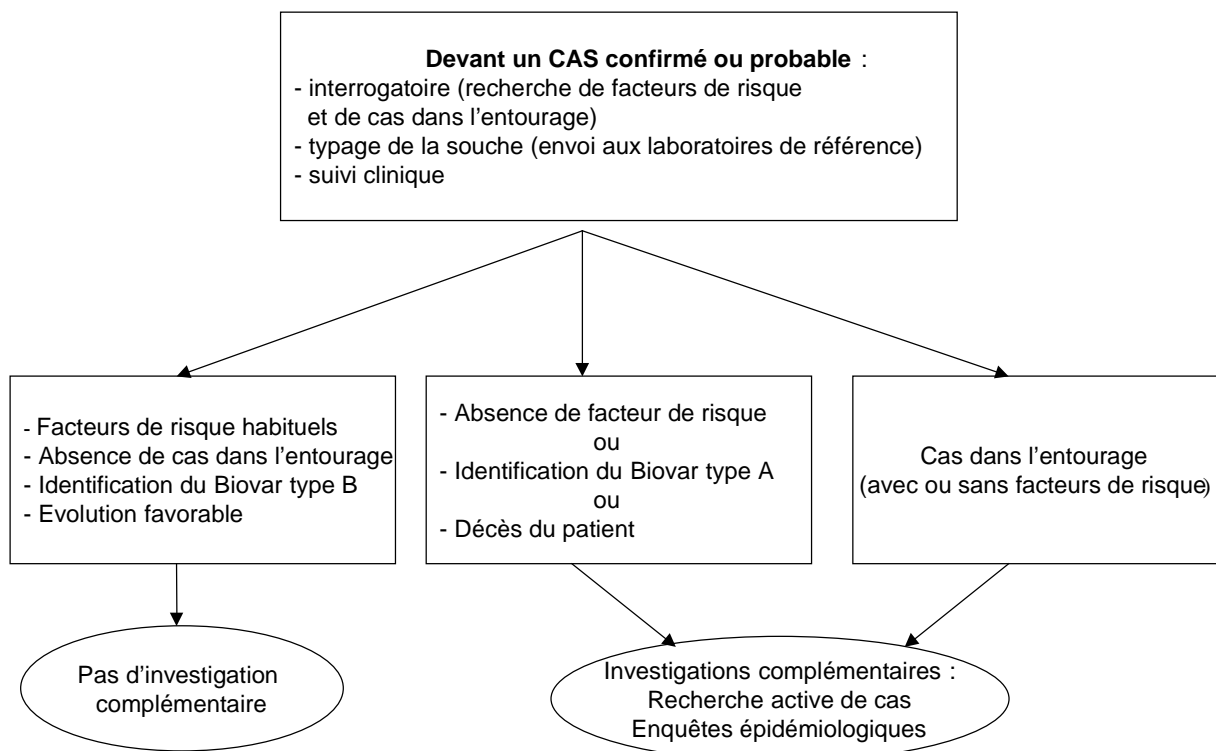 Devant un CAS confirmé ou probable :
- interrogatoire (recherche de facteurs de risque
et de cas dans l'entourage)
- typage de la souche (envoi aux laboratoires de référence)
- suivi clinique
- Facteurs de risque habituels
- Absence de cas dans l'entourage
- Identification du Biovar type B
- Evolution favorable
- Absence de facteur de risque
ou
- Identification du Biovar type A
ou
- Décès du patient
Cas dans l'entourage
(avec ou sans facteurs de risque)
Pas d'investigation
complémentaire
Investigations complémentaires :
Recherche active de cas
Enquêtes épidémiologiques